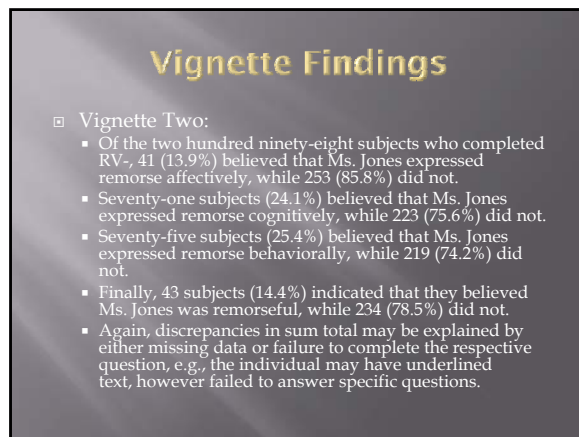 Vignette Findings
Vignette Two:
Of the two hundred ninety-eight subjects who completed
RV-, 41 (13.9%) believed that Ms. Jones expressed
remorse affectively, while 253 (85.8%) did not.
Seventy-one subjects (24.1%) believed that Ms. Jones
expressed remorse cognitively, while 223 (75.6%) did not.
Seventy-five subjects (25.4%) believed that Ms. Jones
expressed remorse behaviorally, while 219 (74.2%) did
not.
Finally, 43 subjects (14.4%) indicated that they believed
Ms. Jones was remorseful, while 234 (78.5%) did not.
Again, discrepancies in sum total may be explained by
either missing data or failure to complete the respective
question, e.g., the individual may have underlined
text, however failed to answer specific questions.